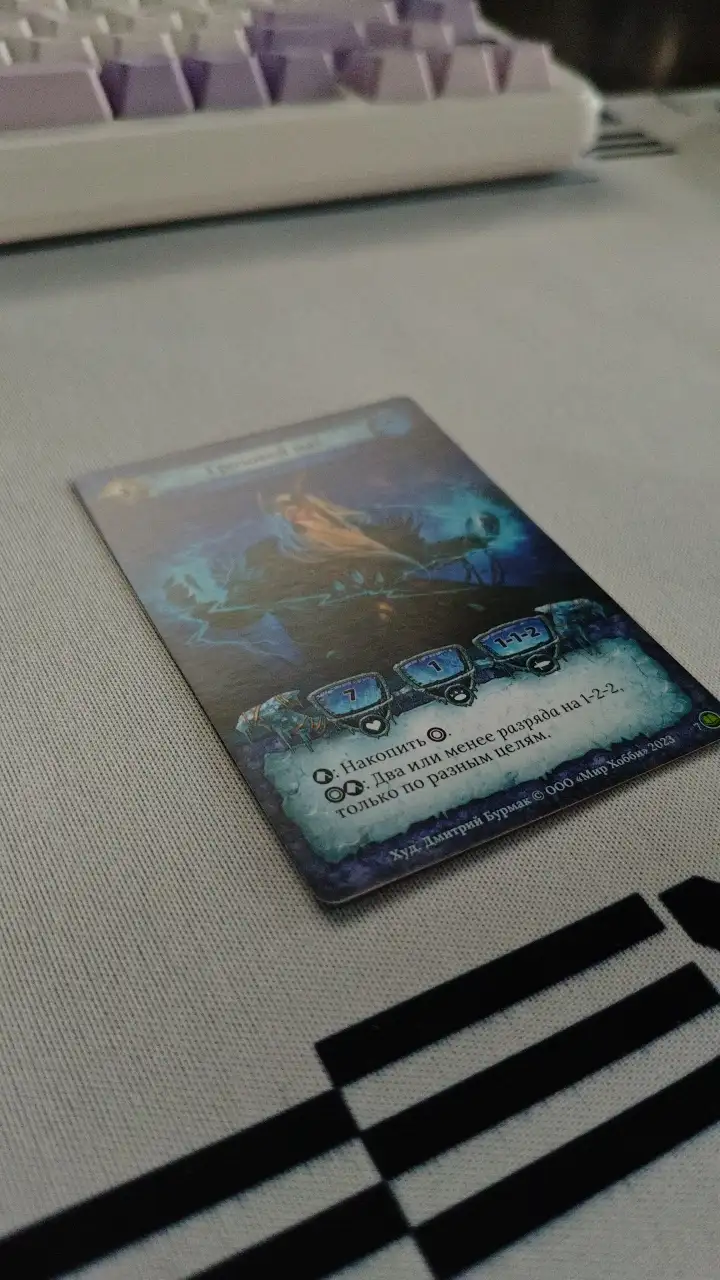 7
1
1-1-2
: Накопить .
: Два или менее разряда на 1-2-2,
только по разным целям.
Худ. Дмитрий Бурмак © ООО «Мир Хобби» 2023
7